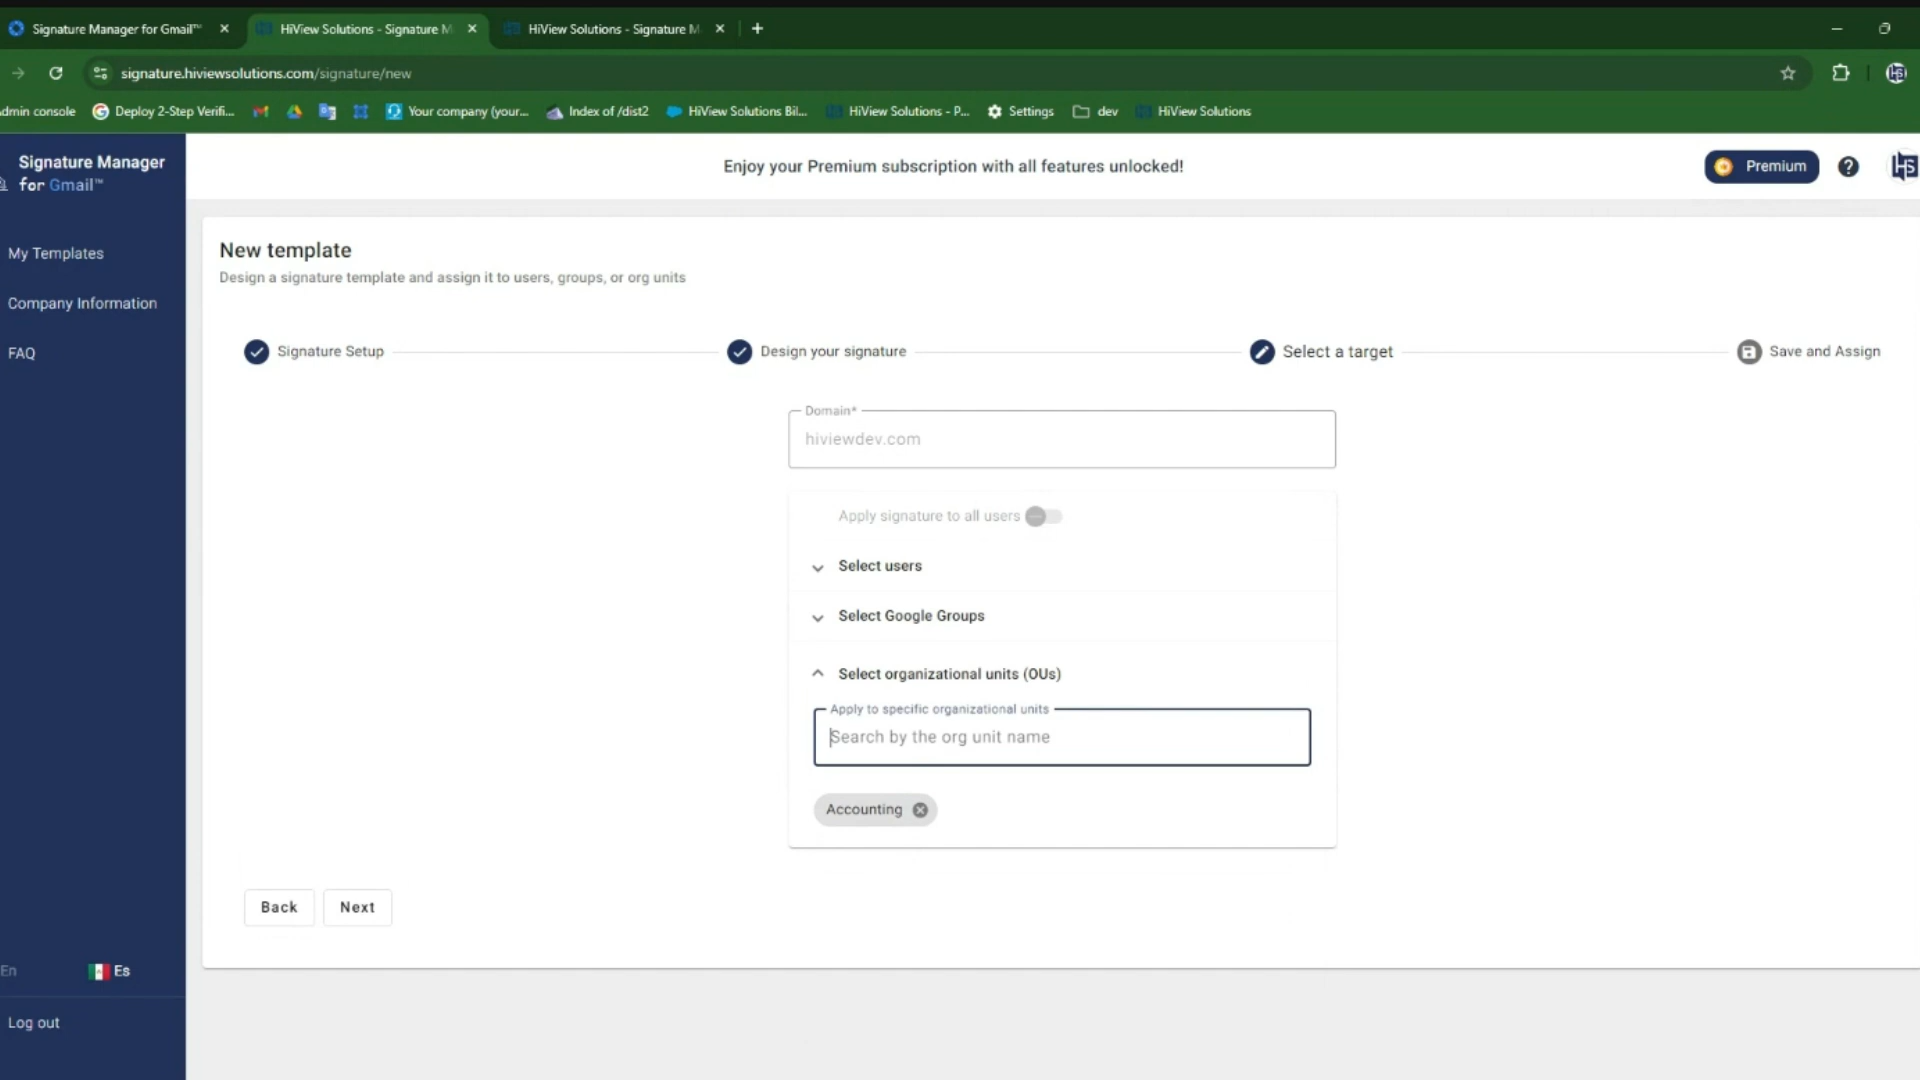 Signature Manager for Gmail™
HiView Solutions - Signature M
HiView Solutions - Signature M
signature.hiviewsolutions.com/signature/new
dmin console
Deploy 2-Step Verifi...
Your company (your...
Index of /dist2
HiView Solutions Bil...
HiView Solutions - P...
Settings
dev
HiView Solutions
Signature Manager
for Gmail™
Enjoy your Premium subscription with all features unlocked!
Premium
?
HS
My Templates
Company Information
FAQ
New template
Design a signature template and assign it to users, groups, or org units
Signature Setup
Design your signature
Select a target
Save and Assign
Domain*
hiviewdev.com
Apply signature to all users
Select users
Select Google Groups
Select organizational units (OUs)
Apply to specific organizational units
Search by the org unit name
Accounting
Back
Next
En
Es
Log out